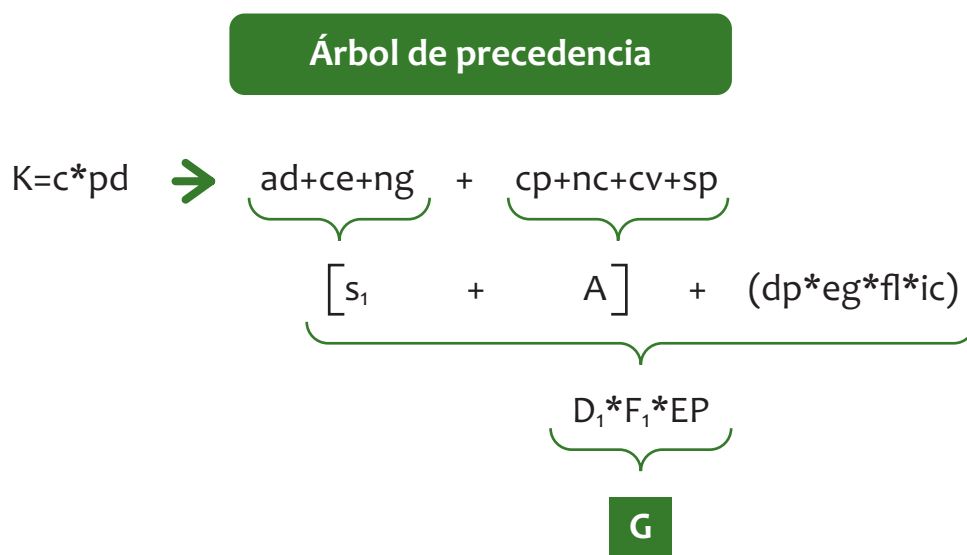 Árbol de precedencia
K=c*pd → ad+ce+ng + cp+nc+cv+sp
[s₁ + A] + (dp*eg*fl*ic)
D₁*F₁*EP
G